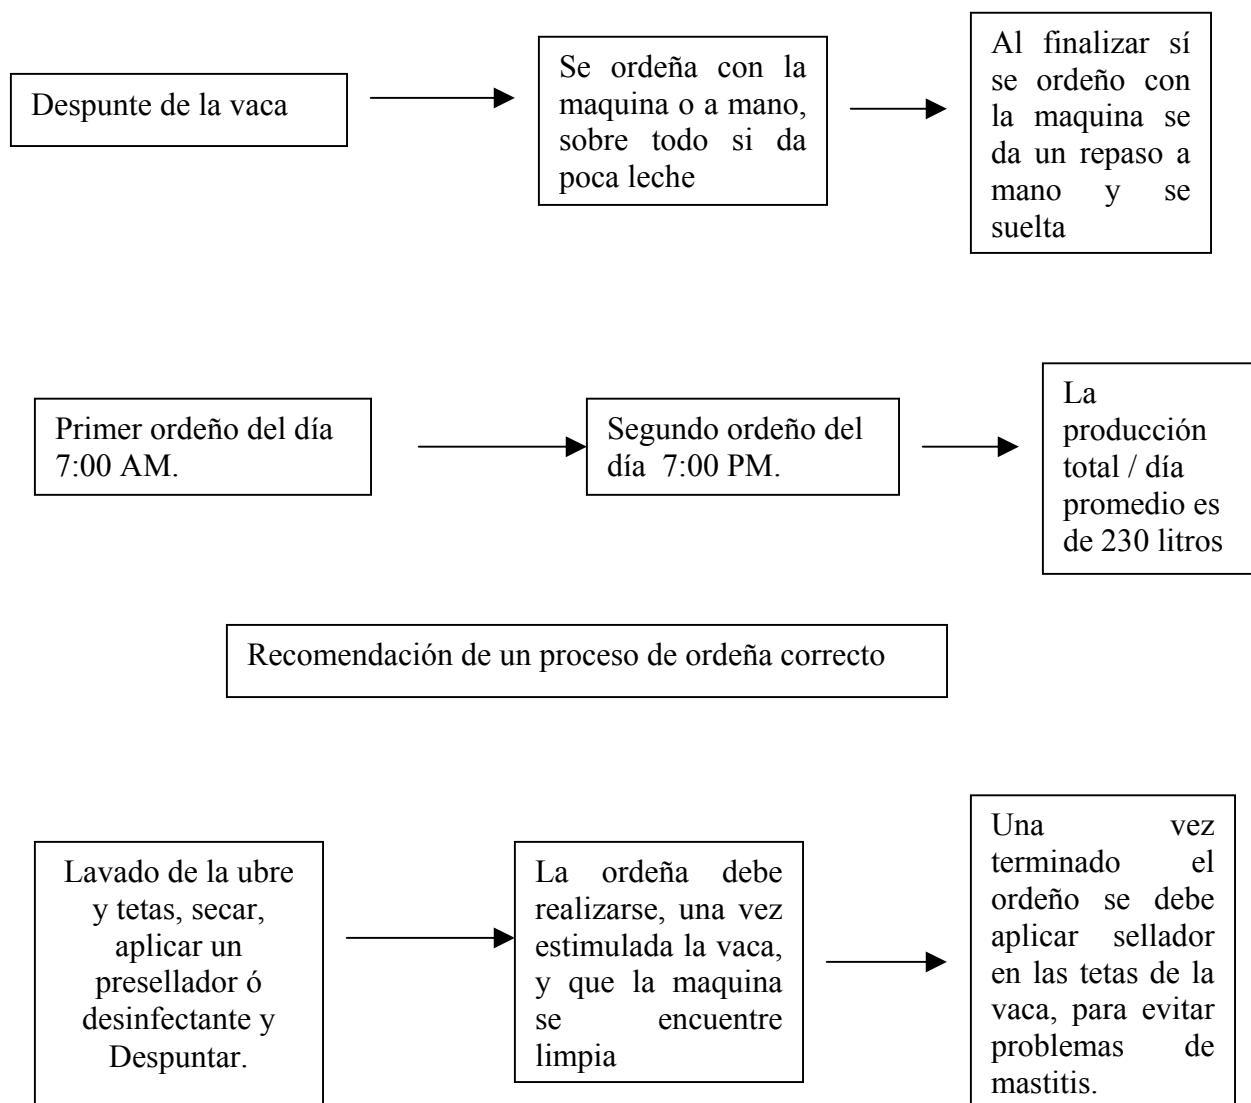 Despunte de la vaca
Se ordeña con la
maquina o a mano,
sobre todo si da
poca leche
Al finalizar sí
se ordeño con
la maquina se
da un repaso a
mano y se
suelta
Primer ordeño del día
7:00 AM.
Segundo ordeño del
día 7:00 PM.
La
producción
total / día
promedio es
de 230 litros
Recomendación de un proceso de ordeña correcto
Lavado de la ubre
y tetas, secar,
aplicar un
presellador ó
desinfectante y
Despuntar.
La ordeña debe
realizarse, una vez
estimulada la vaca,
y que la maquina
se encuentre
limpia
Una vez
terminado el
ordeño se debe
aplicar sellador
en las tetas de la
vaca, para evitar
problemas de
mastitis.